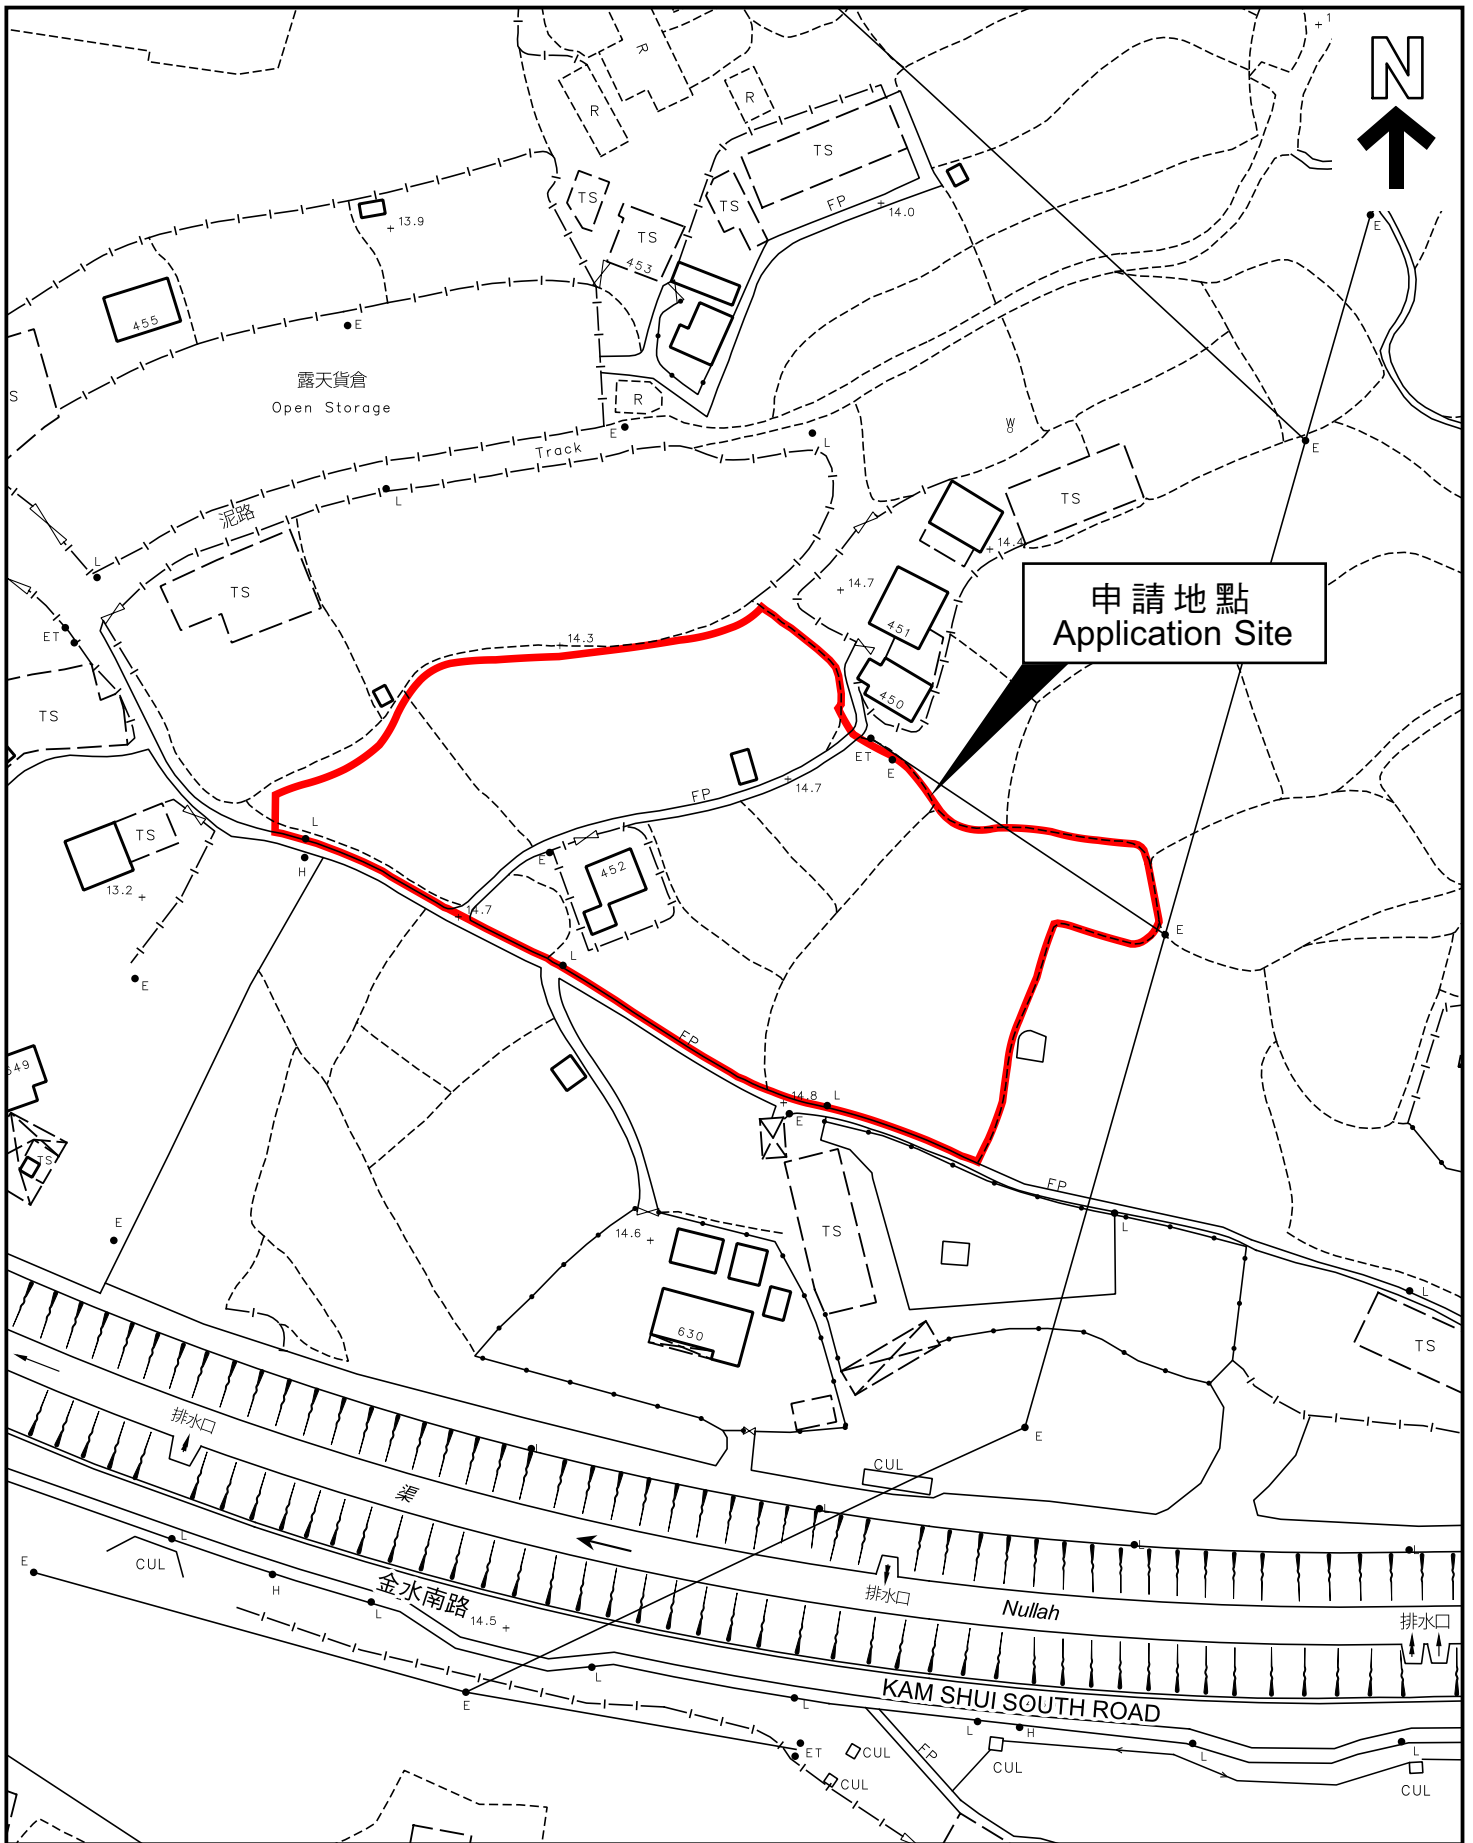 N
R
R
R
TS
TS
TS
TS
FP
14.0
13.9
453
E
455
E
TS
露天貨倉
Open Storage
R
E
Track
L
W
E
L
泥路
TS
14.4
L
TS
14.7
申請地點
Application Site
451
ET
14.3
450
TS
ET
E
14.7
FP
L
TS
E
452
H
13.2
14.7
E
E
L
FP
649
14.8
L
E
TS
FP
E
14.6
TS
L
L
630
TS
排水口
L
E
CUL
渠
L
L
L
E
L
CUL
H
金水南路
L
14.5
排水口
Nullah
排水口
L
E
KAM SHUI SOUTH ROAD
L
L
H
ET
CUL
FP
L
L
CUL
CUL
CUL